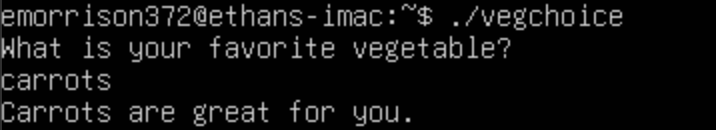 emorrison372@ethans-imac:~$ ./vegchoice
What is your favorite vegetable?
carrots
Carrots are great for you.